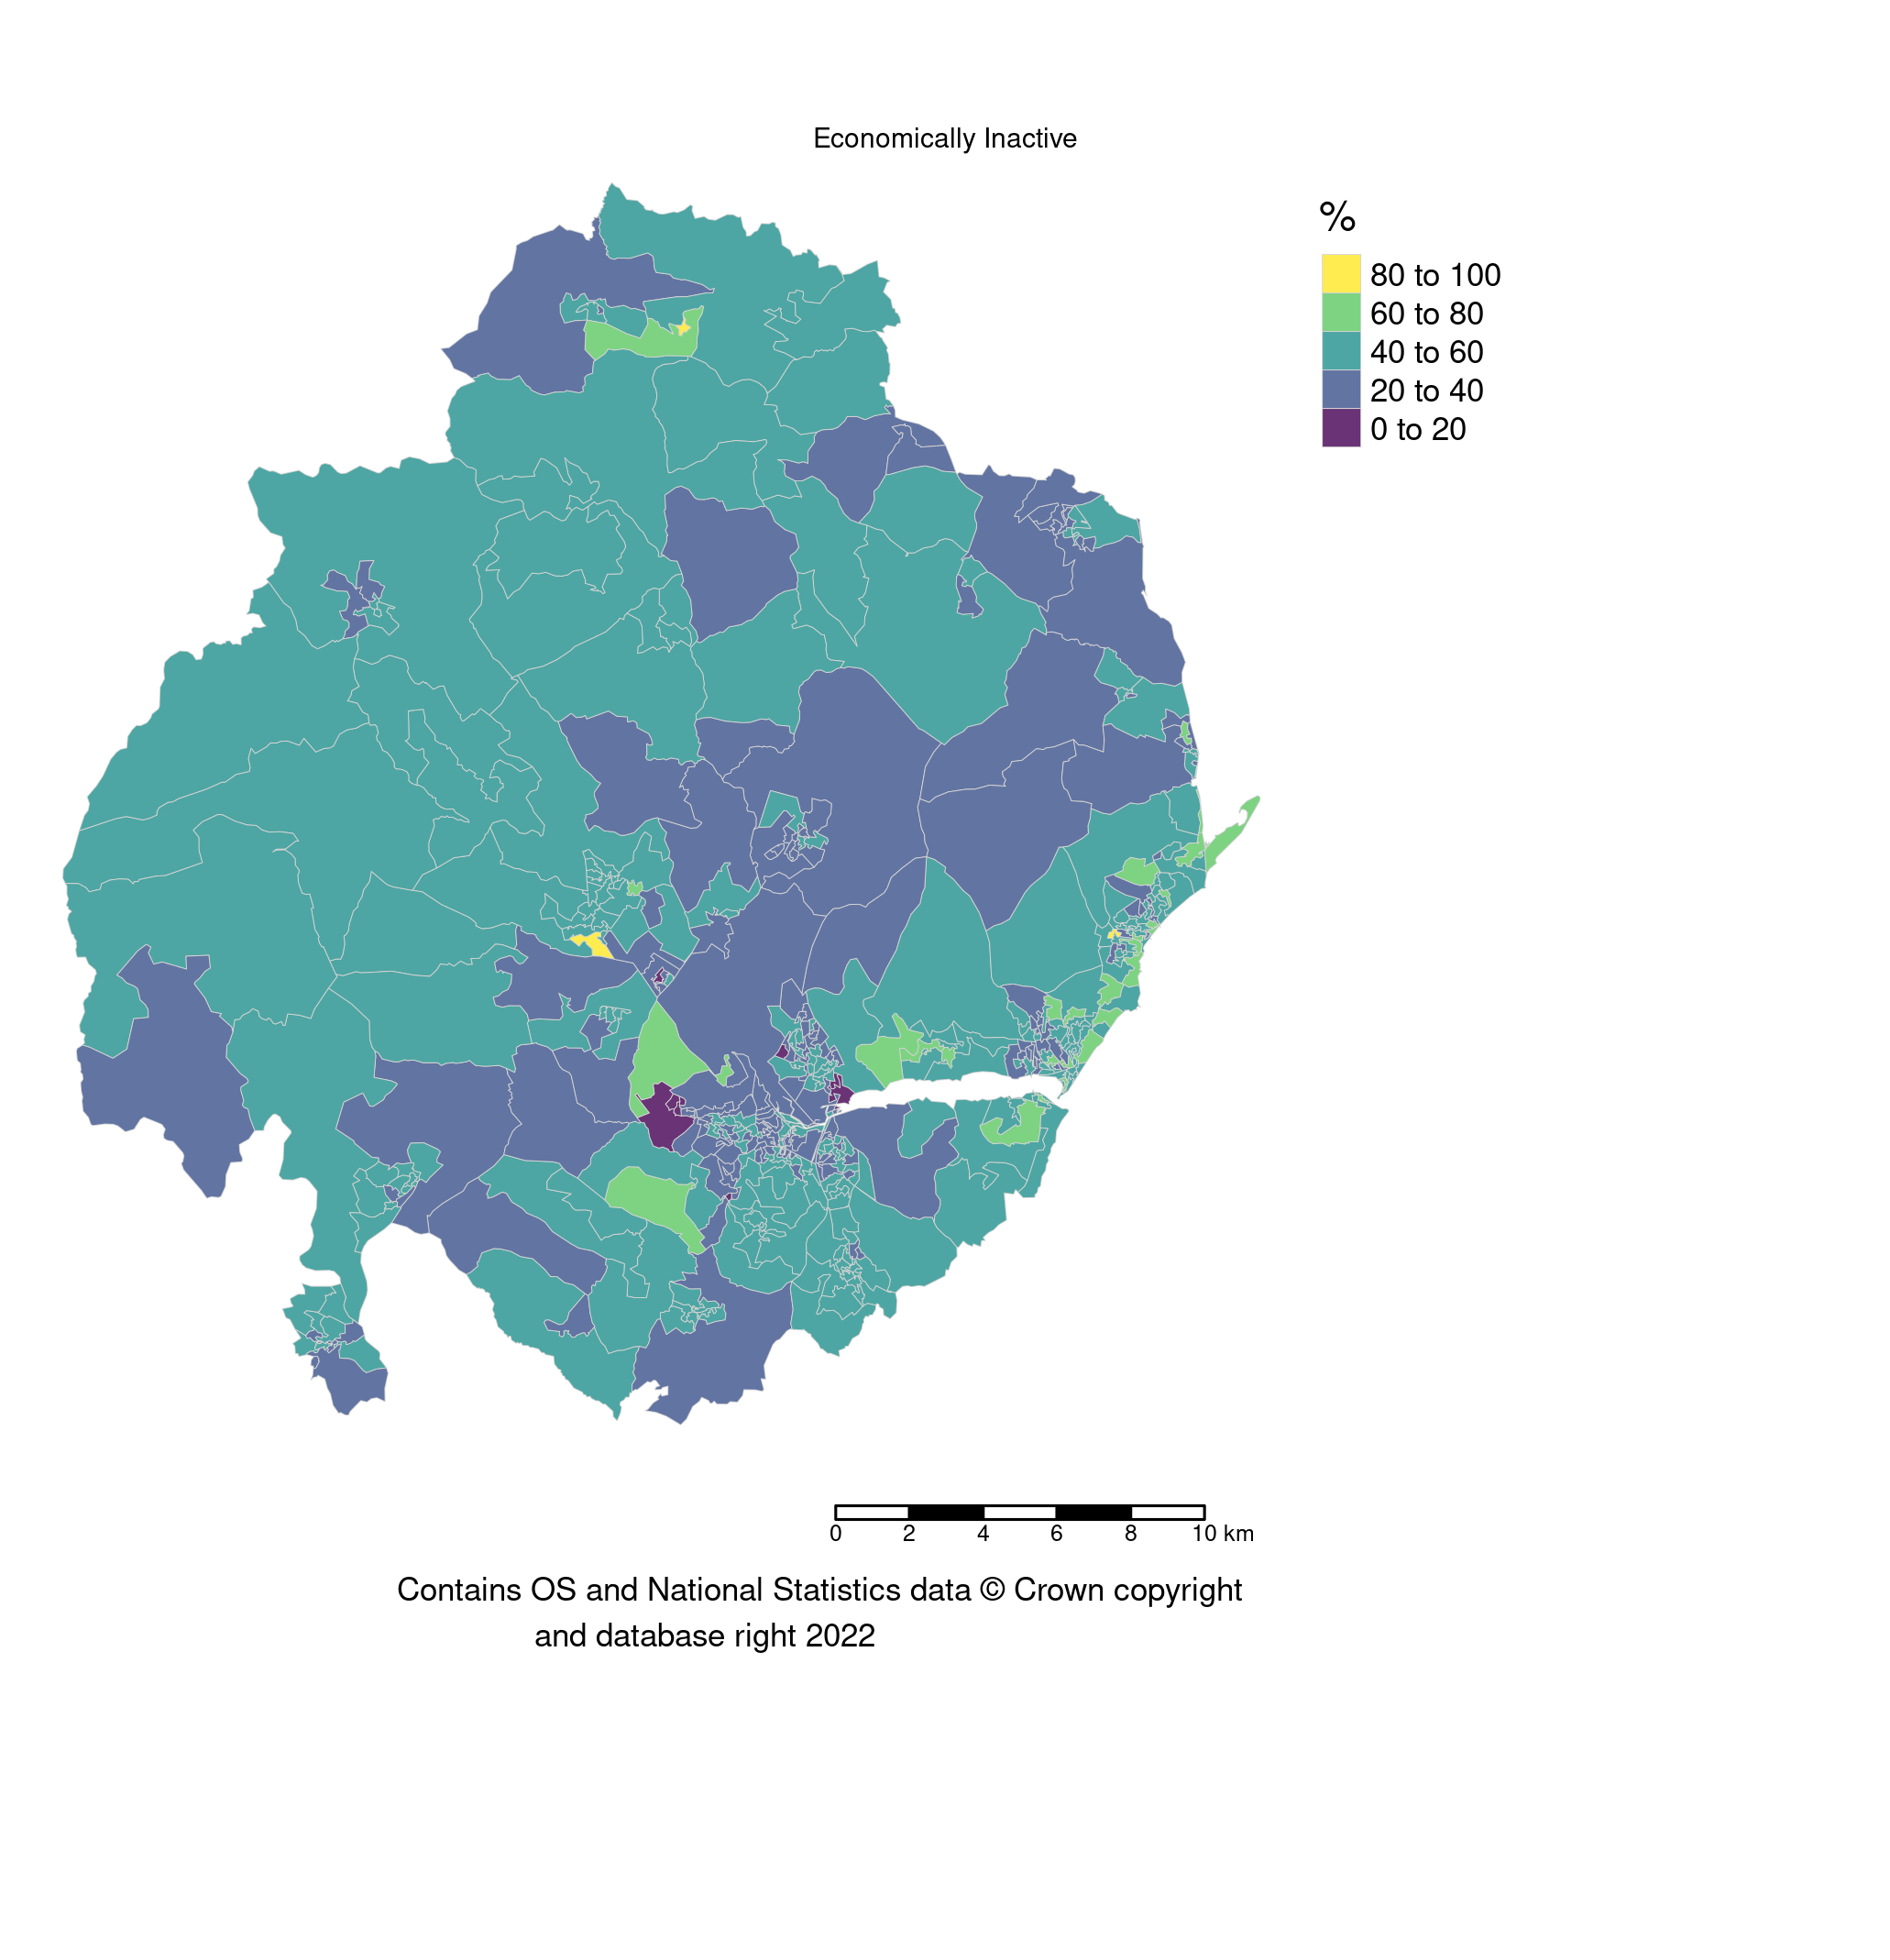 Economically Inactive
%
80 to 100
60 to 80
40 to 60
20 to 40
0 to 20
0 2 4 6 8 10 km
Contains OS and National Statistics data © Crown copyright
and database right 2022